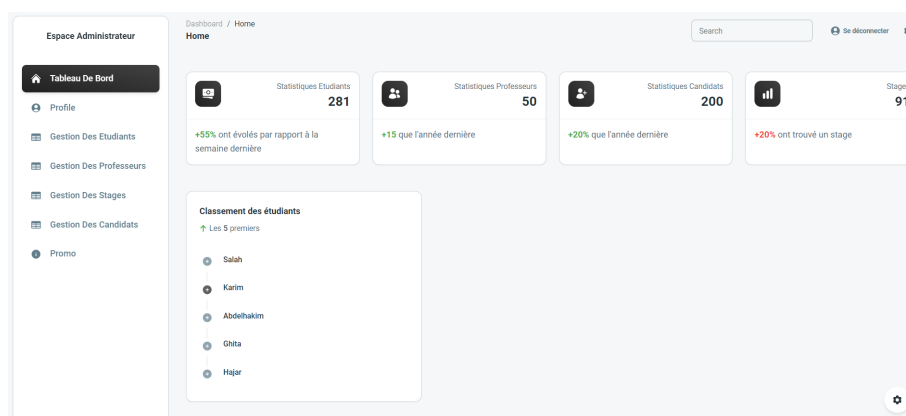 Espace Administrateur
Tableau De Bord
Profile
Gestion Des Etudiants
Gestion Des Professeurs
Gestion Des Stages
Gestion Des Candidats
Promo
Dashboard / Home
Home
Search
Se déconnecter
Statistiques Etudiants
281
+55% ont évolés par rapport à la
semaine dernière
Statistiques Professeurs
50
+15 que l'année dernière
Statistiques Candidats
200
+20% que l'année dernière
Stage
91
+20% ont trouvé un stage
Classement des étudiants
Les 5 premiers
Salah
Karim
Abdelhakim
Ghita
Hajar